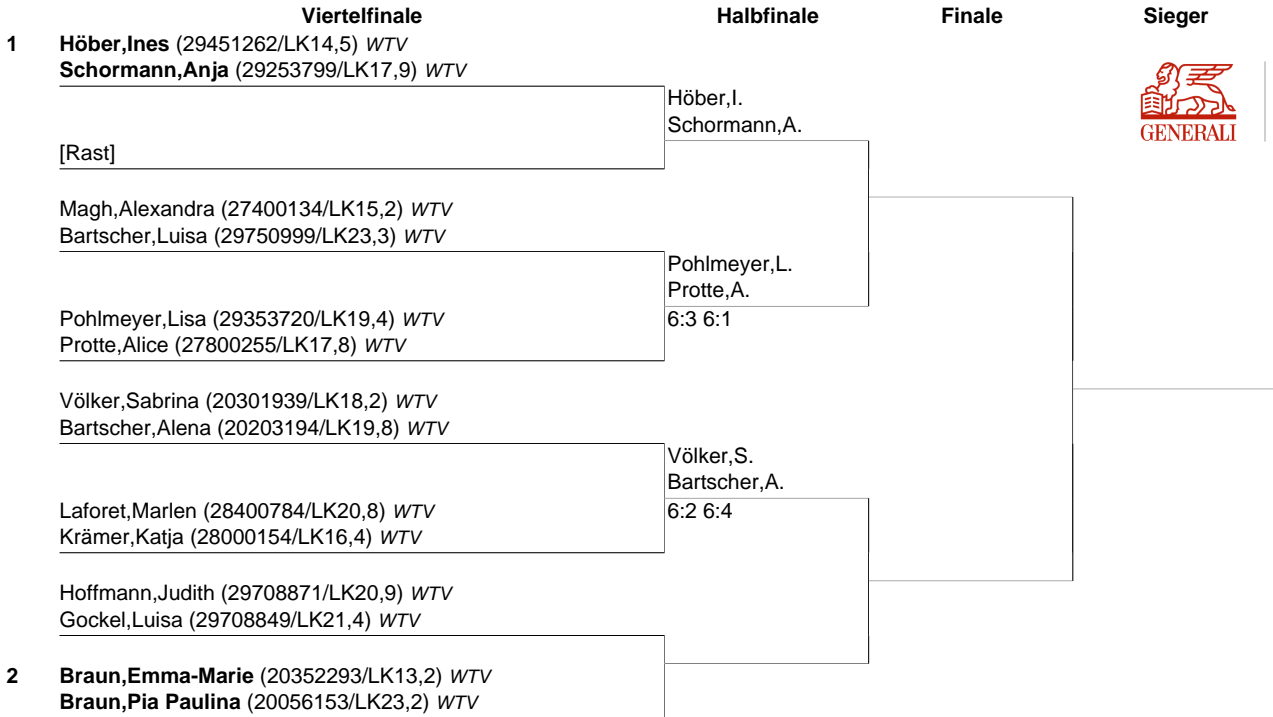 Viertelfinale Halbfinale Finale Sieger
1 Höber,Ines (29451262/LK14,5) WTV
Schormann,Anja (29253799/LK17,9) WTV
GENERALI
Höber,I.
Schormann,A.
[Rast]
Magh,Alexandra (27400134/LK15,2) WTV
Bartscher,Luisa (29750999/LK23,3) WTV
Pohlmeyer,L.
Protte,A.
Pohlmeyer,Lisa (29353720/LK19,4) WTV 6:3 6:1
Protte,Alice (27800255/LK17,8) WTV
Völker,Sabrina (20301939/LK18,2) WTV
Bartscher,Alena (20203194/LK19,8) WTV
Völker,S.
Bartscher,A.
Laforet,Marlen (28400784/LK20,8) WTV 6:2 6:4
Krämer,Katja (28000154/LK16,4) WTV
Hoffmann,Judith (29708871/LK20,9) WTV
Gockel,Luisa (29708849/LK21,4) WTV
2 Braun,Emma-Marie (20352293/LK13,2) WTV
Braun,Pia Paulina (20056153/LK23,2) WTV